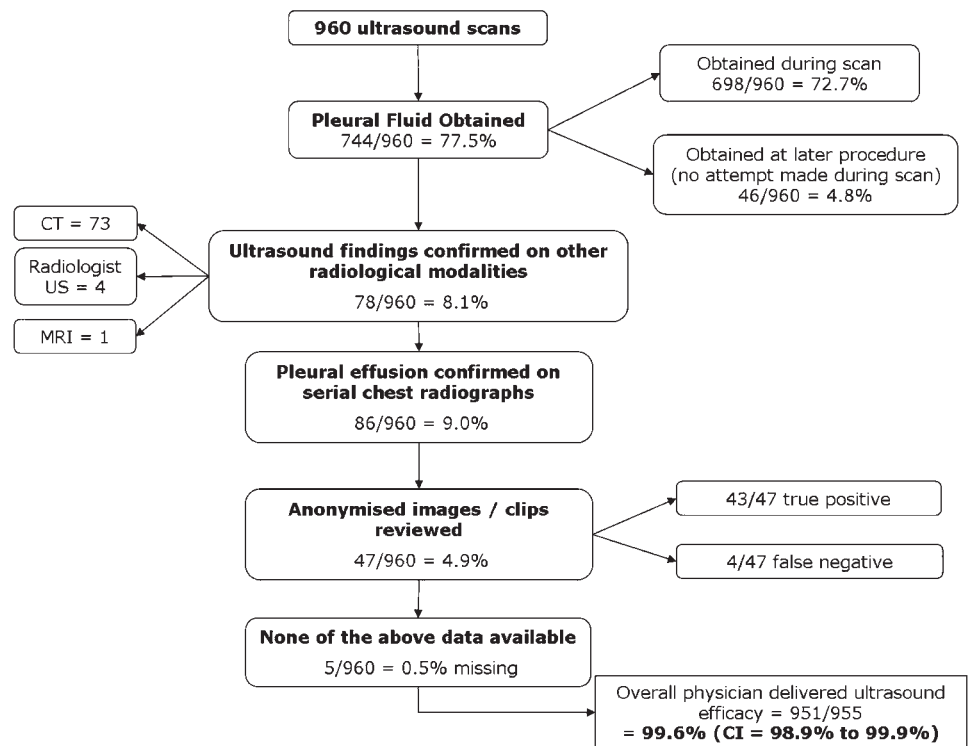 960 ultrasound scans
Pleural Fluid Obtained
744/960 = 77.5%
Obtained during scan
698/960 = 72.7%
Obtained at later procedure
(no attempt made during scan)
46/960 = 4.8%
Ultrasound findings confirmed on other
radiological modalities
78/960 = 8.1%
CT = 73
Radiologist
US = 4
MRI = 1
Pleural effusion confirmed on
serial chest radiographs
86/960 = 9.0%
Anonymised images / clips
reviewed
47/960 = 4.9%
43/47 true positive
4/47 false negative
None of the above data available
5/960 = 0.5% missing
Overall physician delivered ultrasound
efficacy = 951/955
= 99.6% (CI = 98.9% to 99.9%)